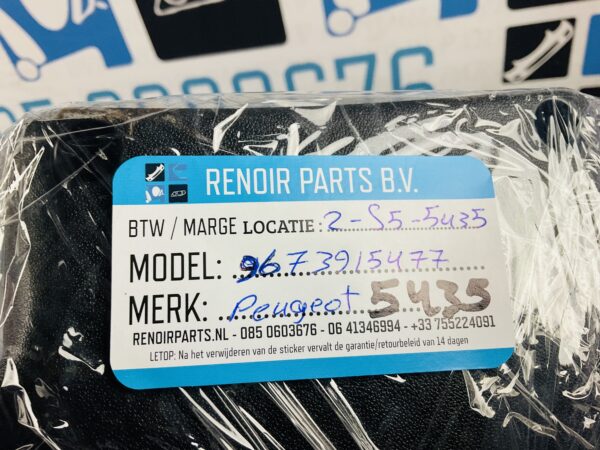 RENOIR PARTS B.V.
BTW / MARGE LOCATIE: 2-S5-5435
MODEL: 9673915477
MERK: Peugeot 5435
RENOIRPARTS.NL - 085 0603676 - 06 41346994 - +33 755224091
LETOP: Na het verwijderen van de sticker vervalt de garantie/retourbeleid van 14 dagen